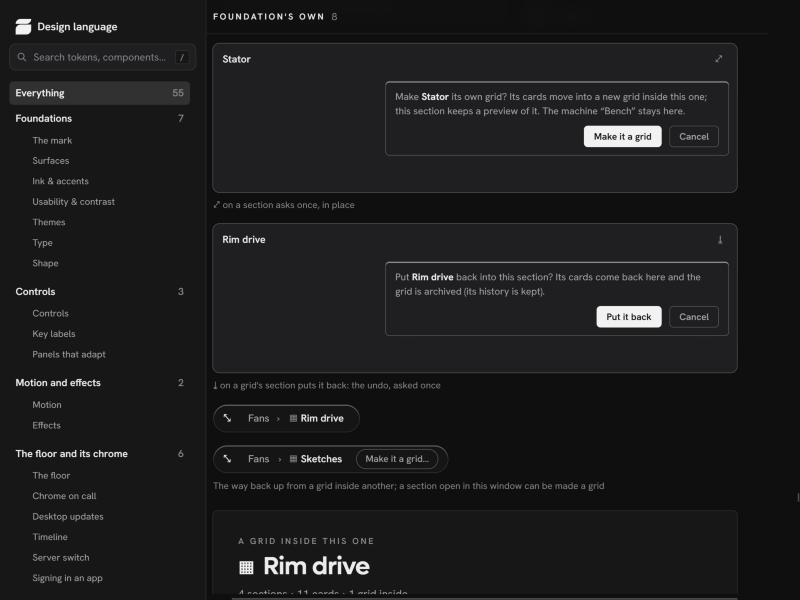 Design language
Search tokens, components... /
Everything 55
Foundations 7
The mark
Surfaces
Ink & accents
Usability & contrast
Themes
Type
Shape
Controls 3
Controls
Key labels
Panels that adapt
Motion and effects 2
Motion
Effects
The floor and its chrome 6
The floor
Chrome on call
Desktop updates
Timeline
Server switch
Signing in an app
FOUNDATION'S OWN 8
Stator
Make Stator its own grid? Its cards move into a new grid inside this one;
this section keeps a preview of it. The machine “Bench” stays here.
Make it a grid Cancel
⤢ on a section asks once, in place
Rim drive
Put Rim drive back into this section? Its cards come back here and the
grid is archived (its history is kept).
Put it back Cancel
⤓ on a grid's section puts it back: the undo, asked once
Fans › ▦ Rim drive
Fans › ▦ Sketches Make it a grid...
The way back up from a grid inside another; a section open in this window can be made a grid
A GRID INSIDE THIS ONE
▦ Rim drive
4 sections · 11 cards · 1 grid inside